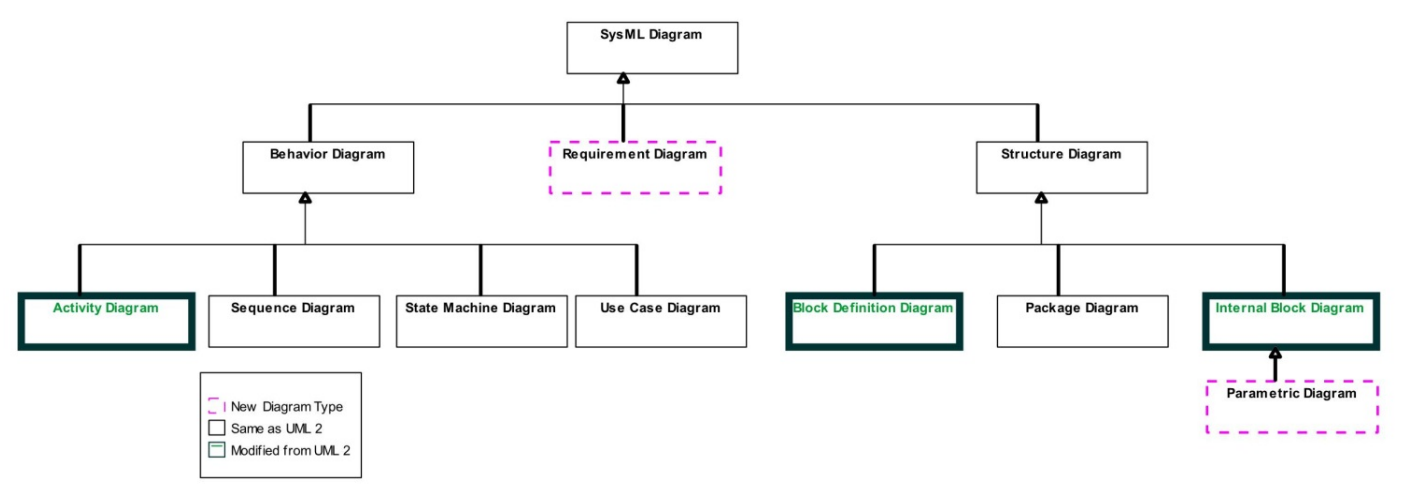 SysML Diagram
Behavior Diagram
Requirement Diagram
Structure Diagram
Activity Diagram
Sequence Diagram
State Machine Diagram
Use Case Diagram
Block Definition Diagram
Package Diagram
Internal Block Diagram
Parametric Diagram
New Diagram Type
Same as UML 2
Modified from UML 2